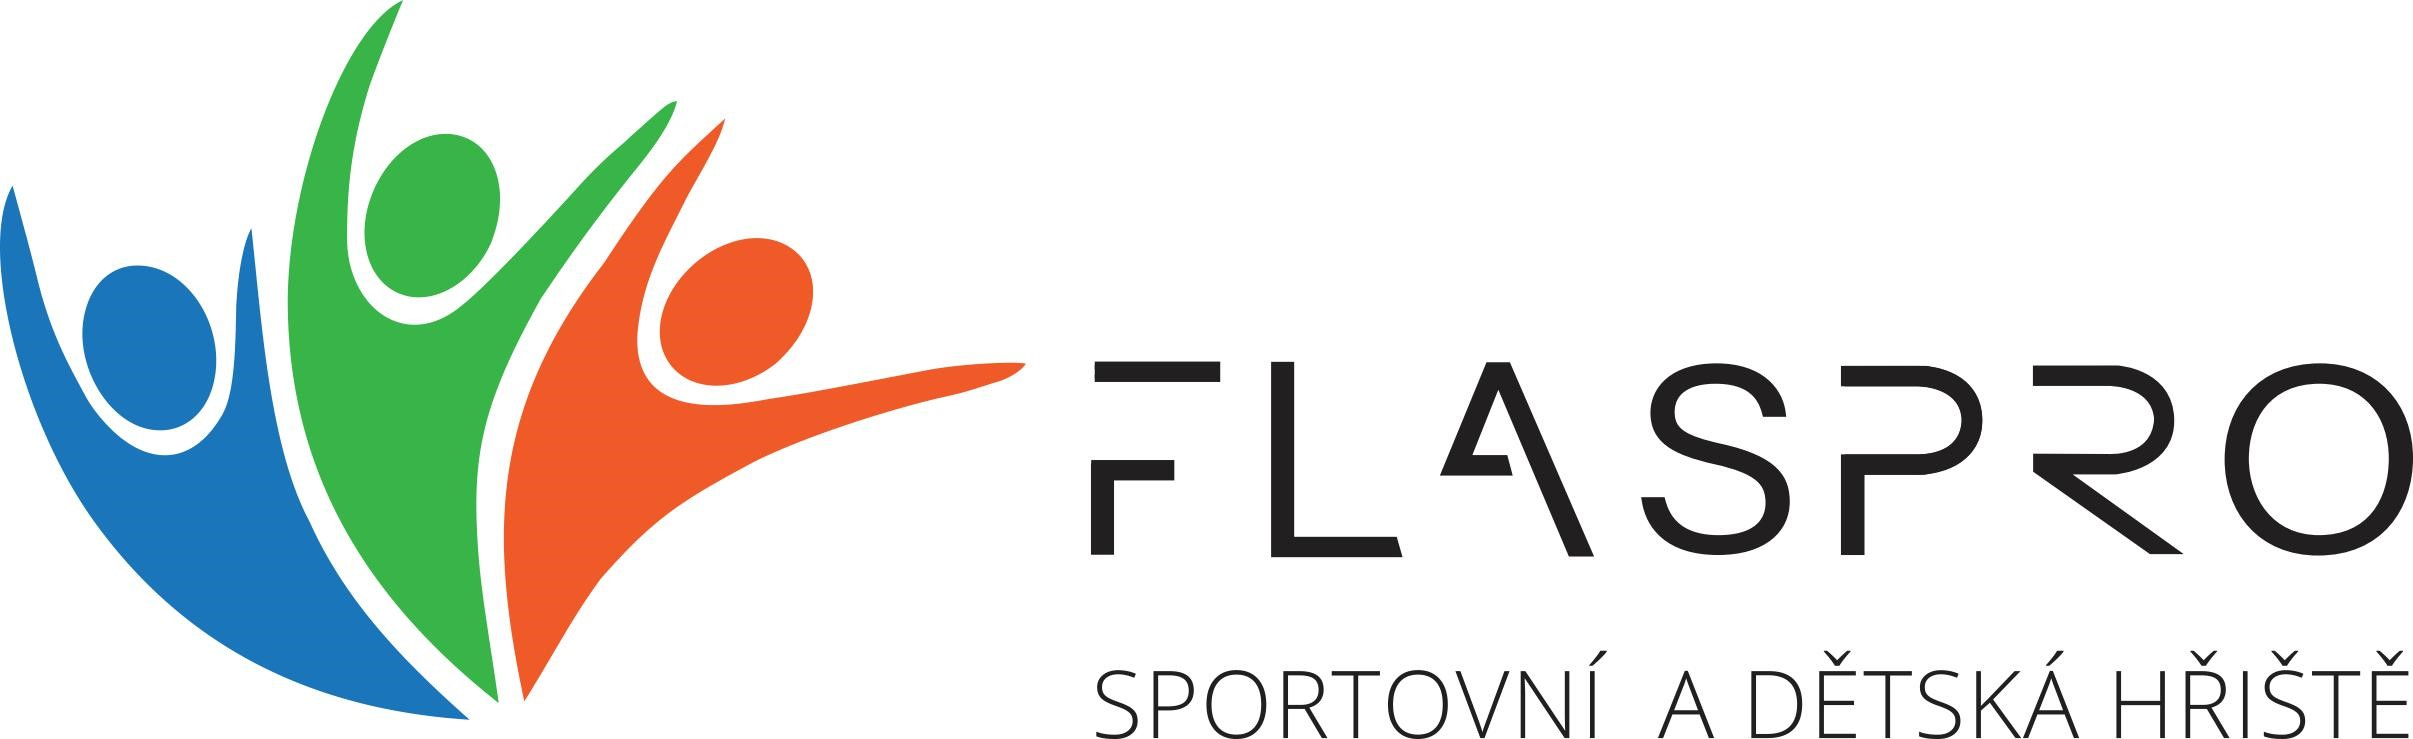 FLASPRO
SPORTOVNÍ A DĚTSKÁ HŘIŠTĚ